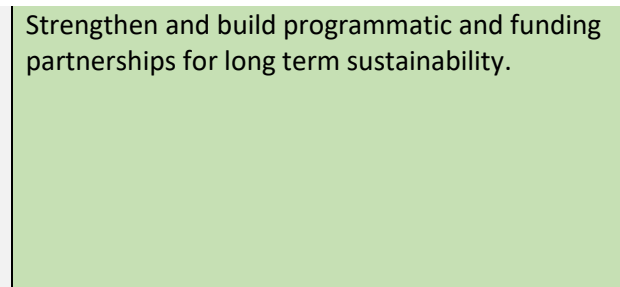 Strengthen and build programmatic and funding
partnerships for long term sustainability.